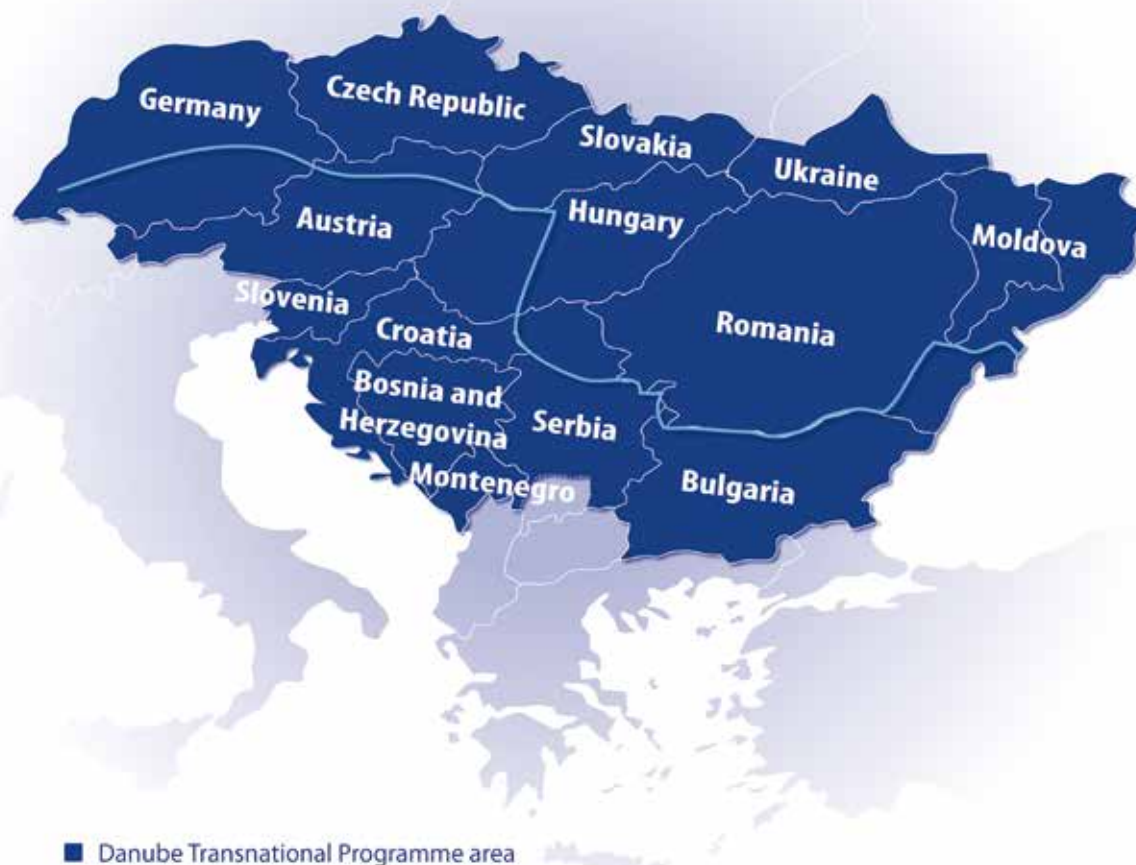 Germany
Czech Republic
Slovakia
Ukraine
Austria
Hungary
Moldova
Slovenia
Croatia
Romania
Bosnia and
Herzegovina
Serbia
Montenegro
Bulgaria
Danube Transnational Programme area